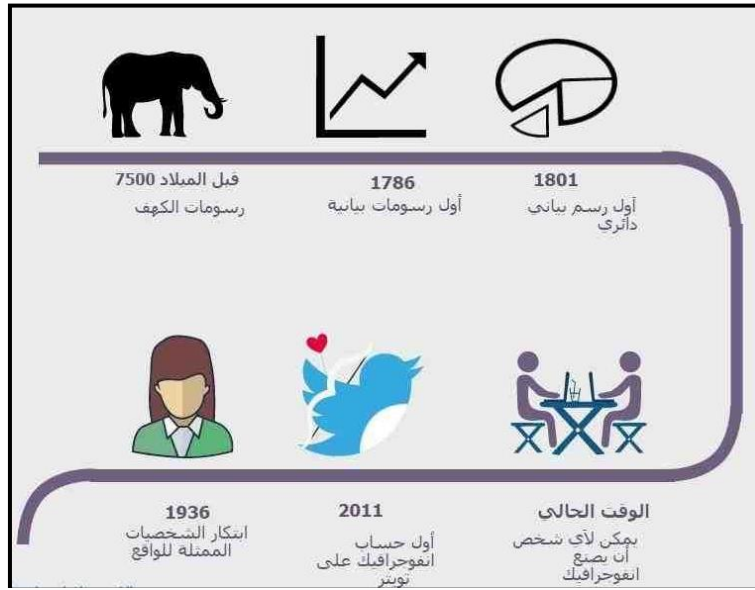 قبل الميلاد 7500
رسومات الكهف
1786
أول رسومات بيانية
1801
أول رسم بياني
دائري
1936
ابتكار الشخصيات
الممثلة للواقع
2011
أول حساب
انفوجرافيك على
تويتر
الوقت الحالي
يمكن لأي شخص
أن يصنع
انفوجرافيك